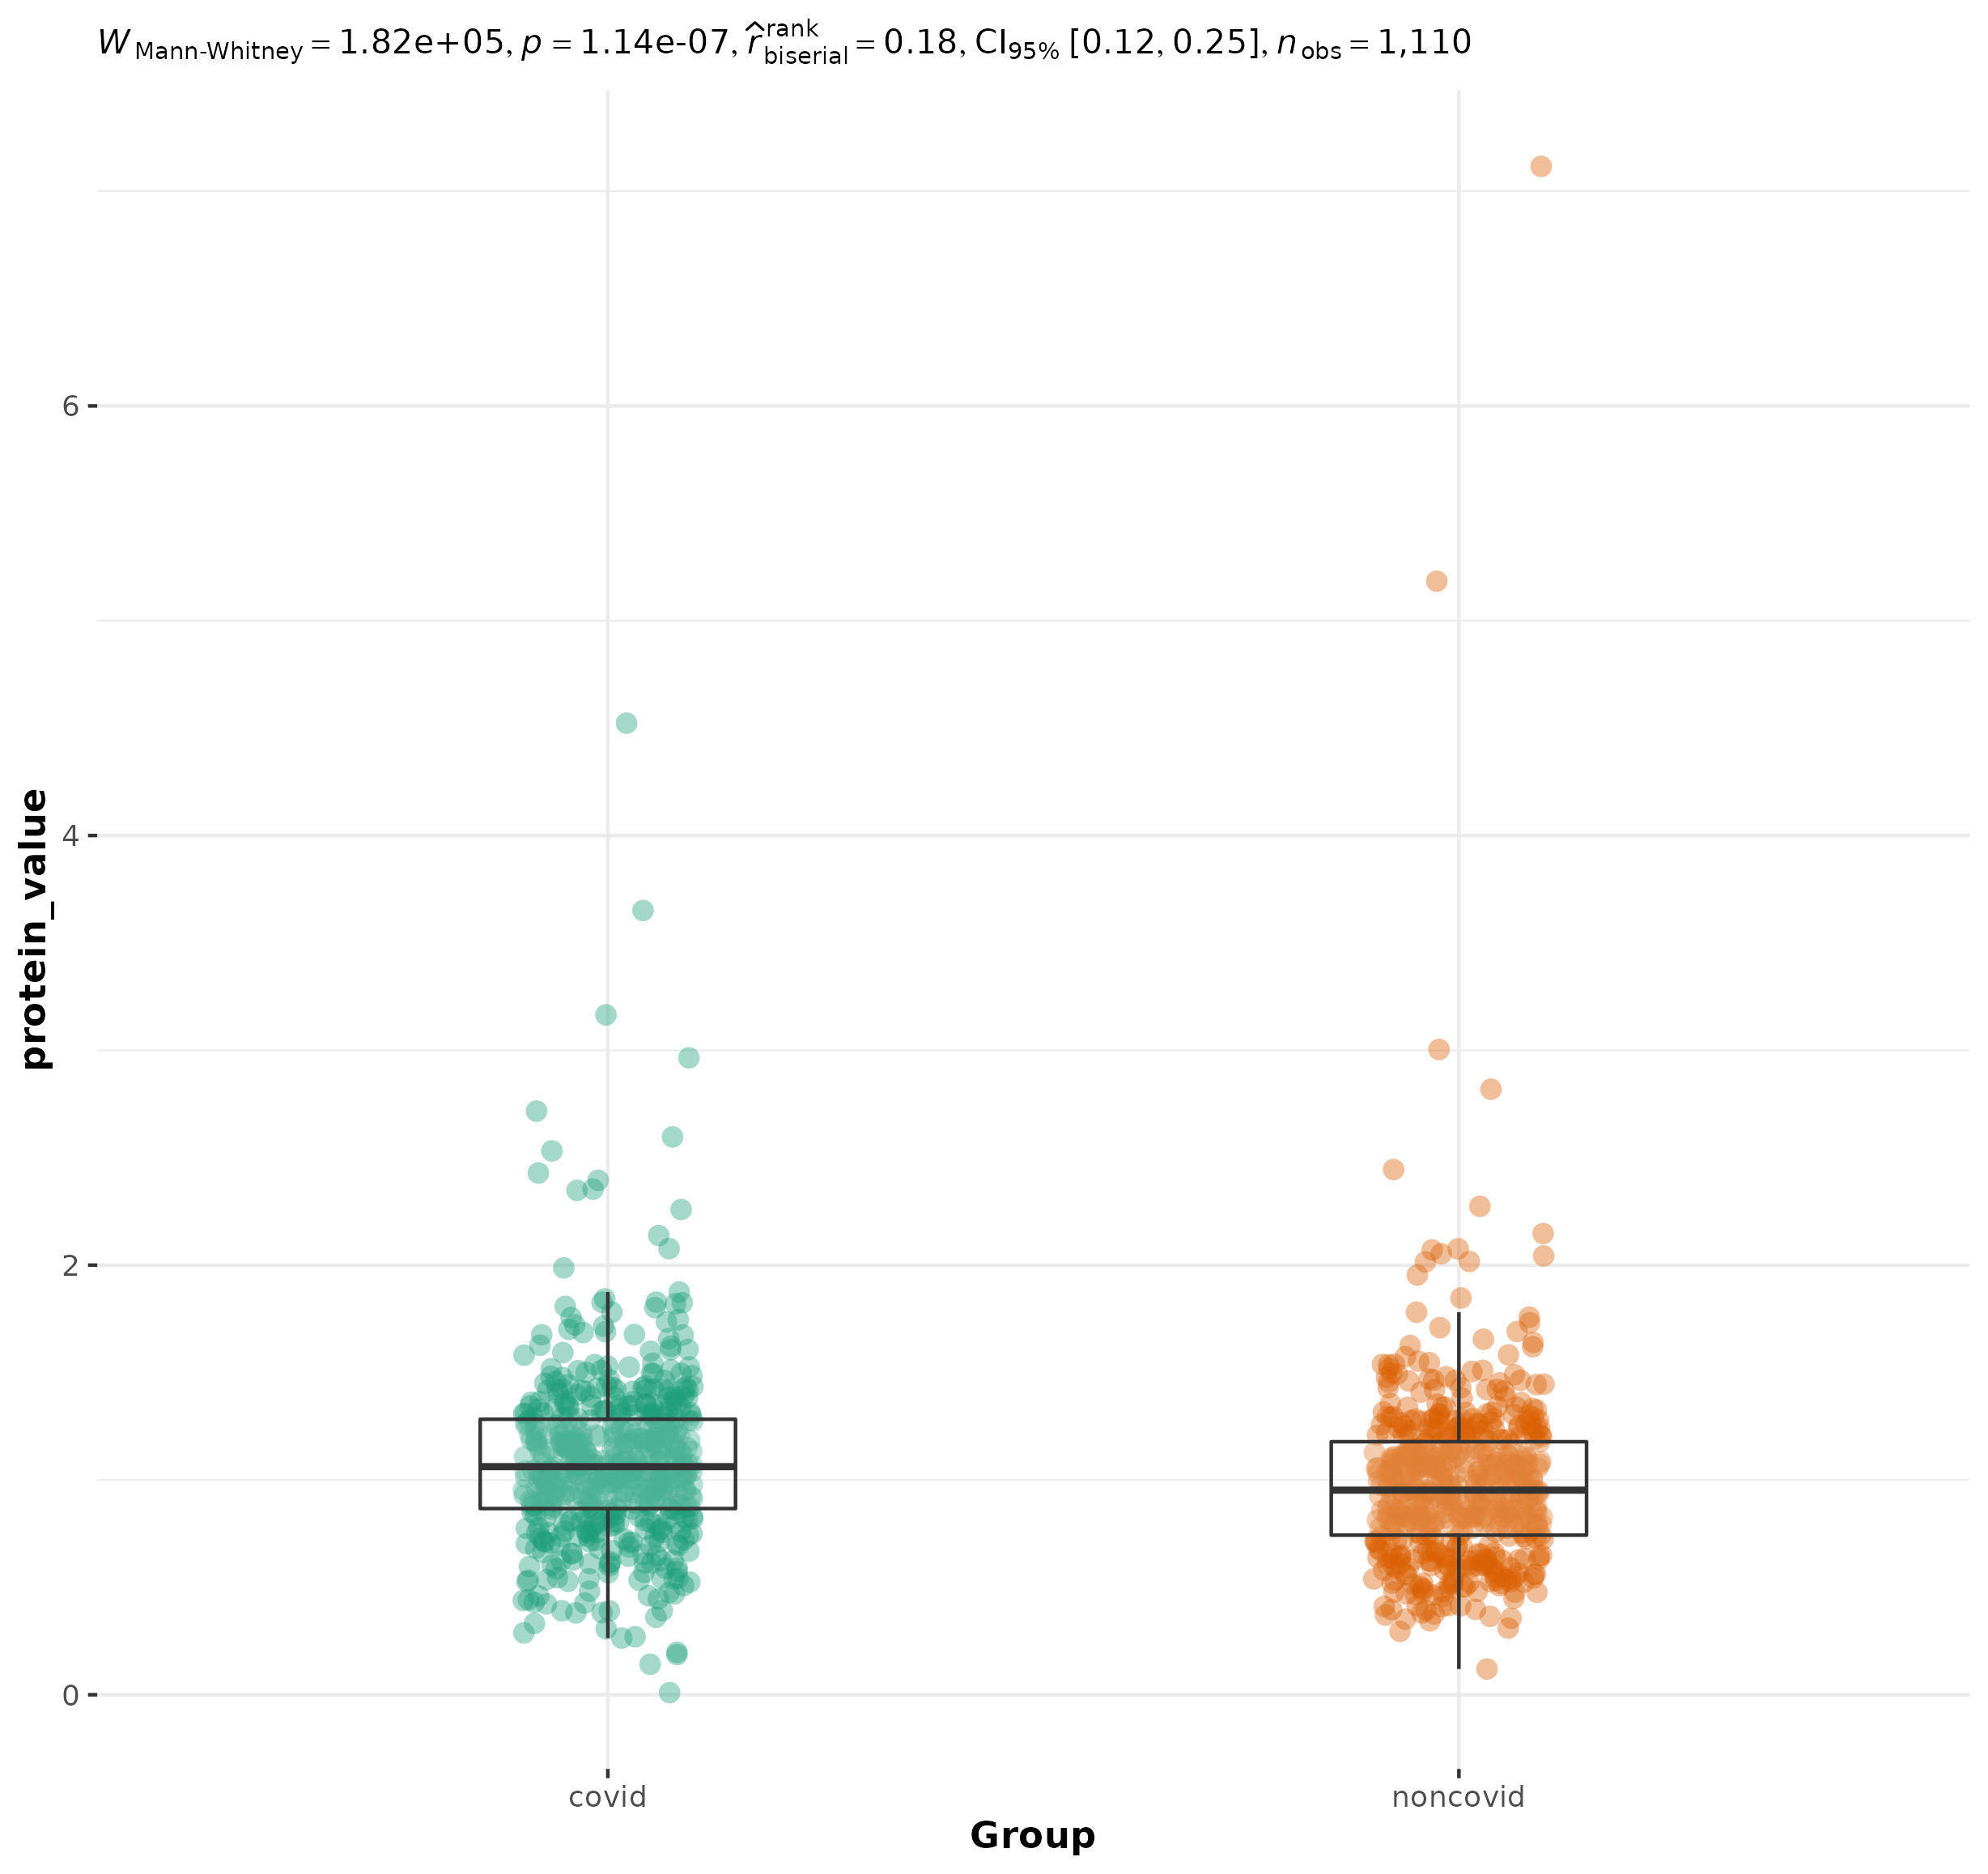 W Mann-Whitney = 1.82e+05, p = 1.14e-07, r̂ rank biserial = 0.18, CI95% [0.12, 0.25], n obs = 1,110
6
4
2
0
protein_value
covid noncovid
Group